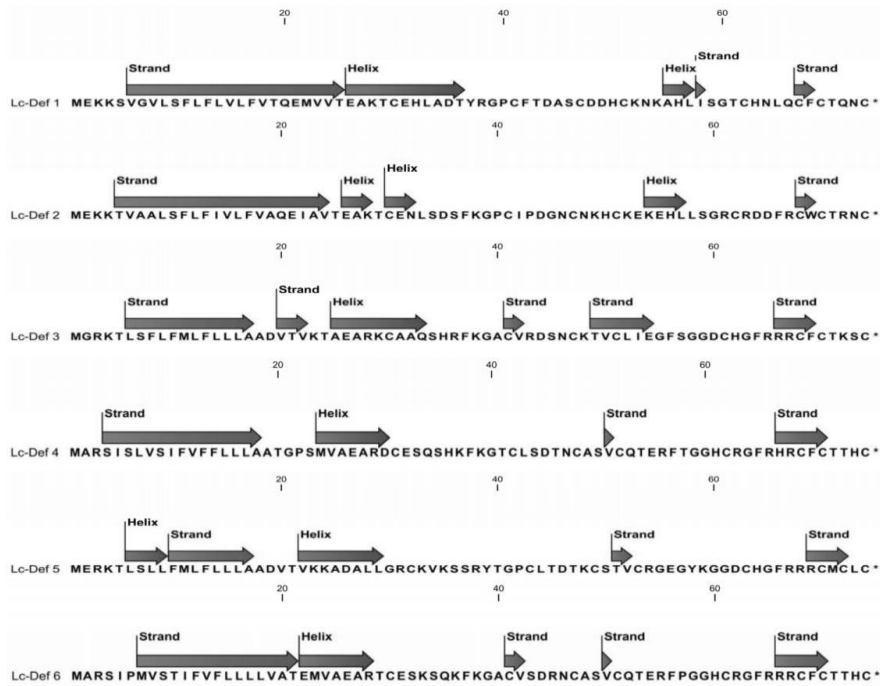 20 40 60
Strand
Strand Helix Helix Strand
Lc-Def 1 MEKKSVGVLSFLFLVLFVTQEMVVTEAKTCEHLADTYRGPCFTDASCDDHCKNKAHLISGTCHNLQCFCTQNC*
20 40 60
Helix
Strand Helix Helix Strand
Lc-Def 2 MEKKTVAALSFLFIVLFVAQEIAVTEAKTCENLSDSFKGPCIPDGNCNKHCKEKEHLLSGRCRDDFRCWCTRNC*
20 40 60
Strand
Strand Helix Strand Strand Strand
Lc-Def 3 MGRKTLSFLFMLFLLLAADVTVKTAEARKCAAQSHRFKGACVRDSNCKTVCLIEGFSGGDCHGFRRRCFCTKSC*
20 40 60
Strand Helix Strand Strand
Lc-Def 4 MARSISLVSIFVFFLLLAATGPSMVAEARDCESQSHKFKGTCLSDTNCASVCQTERFTGGHCRGFRHRCFCTTHC*
20 40 60
Helix
Strand Helix Strand Strand
Lc-Def 5 MERKTLSLLFMLFLLLAADVTVKKADALLGRCKVKSSRYTGPCLTDTKCSTVCRGEGYKGGDCHGFRRRCMCLC*
20 40 60
Strand Helix Strand Strand Strand
Lc-Def 6 MARSIPMVSTIFVFLLLLVATEMVAEARTCESKSQKFKGACVSDRNCASVCQTERFPGGHCRGFRRRCFCTTHC*